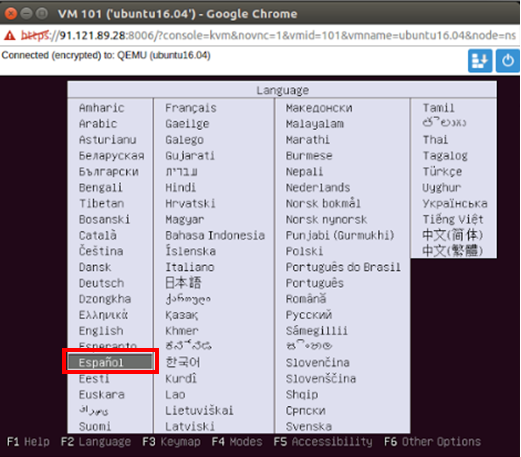 VM 101 ('ubuntu16.04') - Google Chrome
https://91.121.89.28:8006/?console=kvm&novnc=1&vmid=101&vmname=ubuntu16.04&node=ns
Connected (encrypted) to: QEMU (ubuntu16.04)
Language
Amharic
Arabic
Asturianu
Беларуская
Български
Bengali
Tibetan
Bosanski
Català
Čeština
Dansk
Deutsch
Dzongkha
Ελληνικά
English
Esperanto
Español
Eesti
Euskara
Suomi
Français
Gaeilge
Galego
Gujarati
עברית
Hindi
Hrvatski
Magyar
Bahasa Indonesia
Íslenska
Italiano
日本語
ქართული
Қазақ
Khmer
ಕನ್ನಡ
한국어
Kurdî
Lao
Lietuviškai
Latviski
Македонски
Malayalam
Marathi
Burmese
Nepali
Nederlands
Norsk bokmål
Norsk nynorsk
Punjabi (Gurmukhi)
Polski
Português do Brasil
Português
Română
Русский
Sámegillii
සිංහල
Slovenčina
Slovenščina
Shqip
Српски
Svenska
Tamil
తెలుగు
Thai
Tagalog
Türkçe
Uyghur
Українська
Tiếng Việt
中文(简体)
中文(繁體)
F1 Help F2 Language F3 Keymap F4 Modes F5 Accessibility F6 Other Options